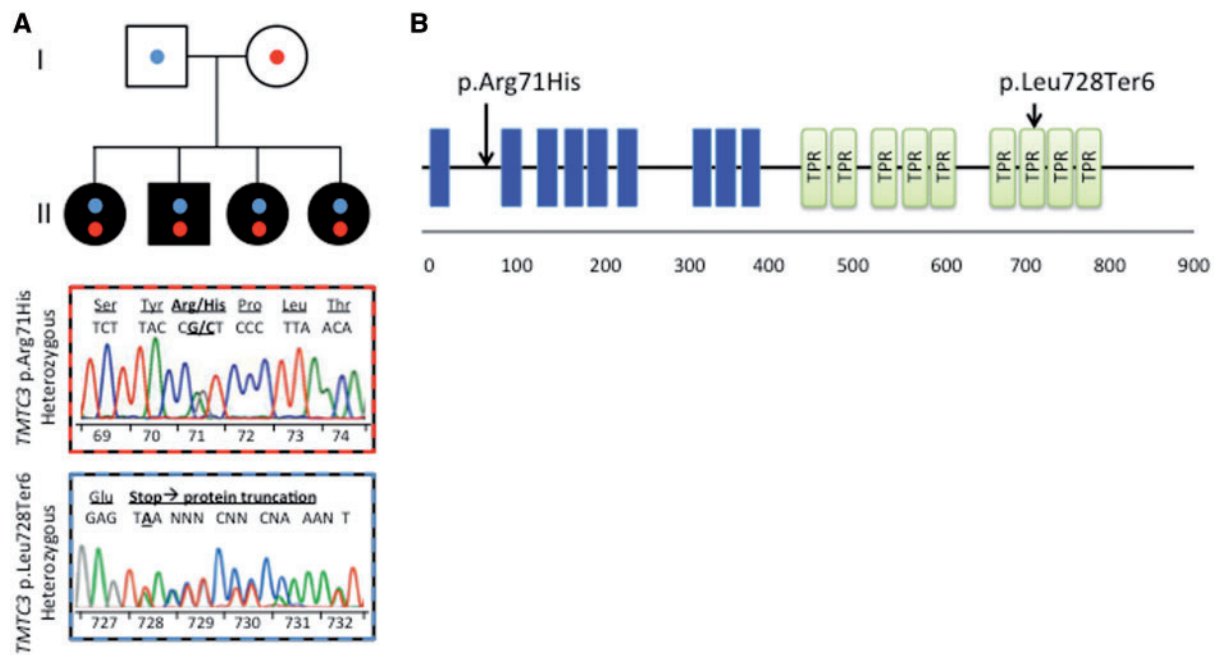 A
I
II
TMTC3 p.Arg71His
Heterozygous
Ser Tyr Arg/His Pro Leu Thr
TCT TAC CG/CT CCC TTA ACA
69 70 71 72 73 74
TMTC3 p.Leu728Ter6
Heterozygous
Glu Stop→ protein truncation
GAG TAA NNN CNN CNA AAN T
727 728 729 730 731 732
B
p.Arg71His p.Leu728Ter6
TPR TPR TPR TPR TPR TPR TPR TPR TPR
0 100 200 300 400 500 600 700 800 900